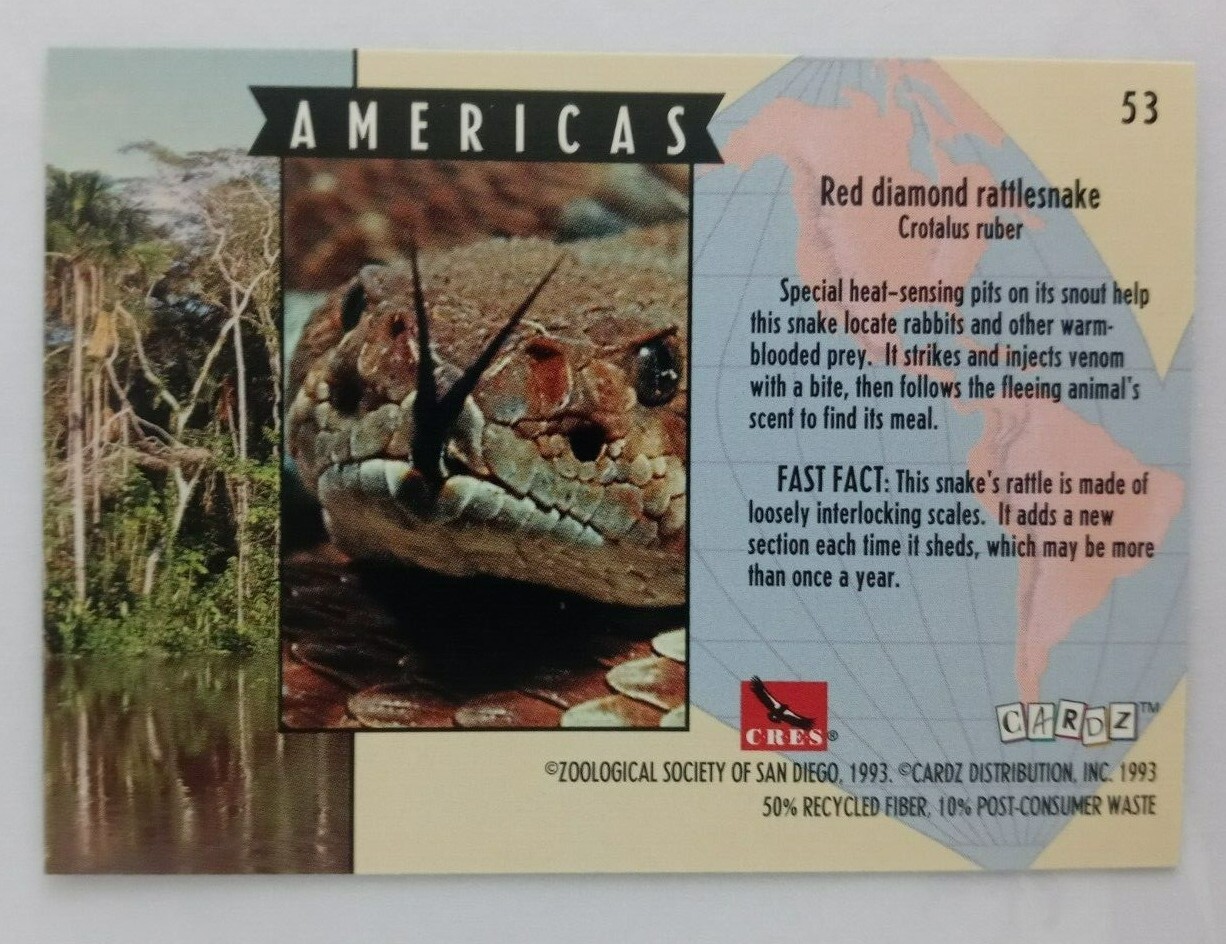 AMERICAS
53
Red diamond rattlesnake
Crotalus ruber
Special heat-sensing pits on its snout help
this snake locate rabbits and other warm-
blooded prey. It strikes and injects venom
with a bite, then follows the fleeing animal's
scent to find its meal.
FAST FACT: This snake's rattle is made of
loosely interlocking scales. It adds a new
section each time it sheds, which may be more
than once a year.
C·R·E·S®
CARDZ™
©ZOOLOGICAL SOCIETY OF SAN DIEGO, 1993. ©CARDZ DISTRIBUTION, INC. 1993
50% RECYCLED FIBER, 10% POST-CONSUMER WASTE